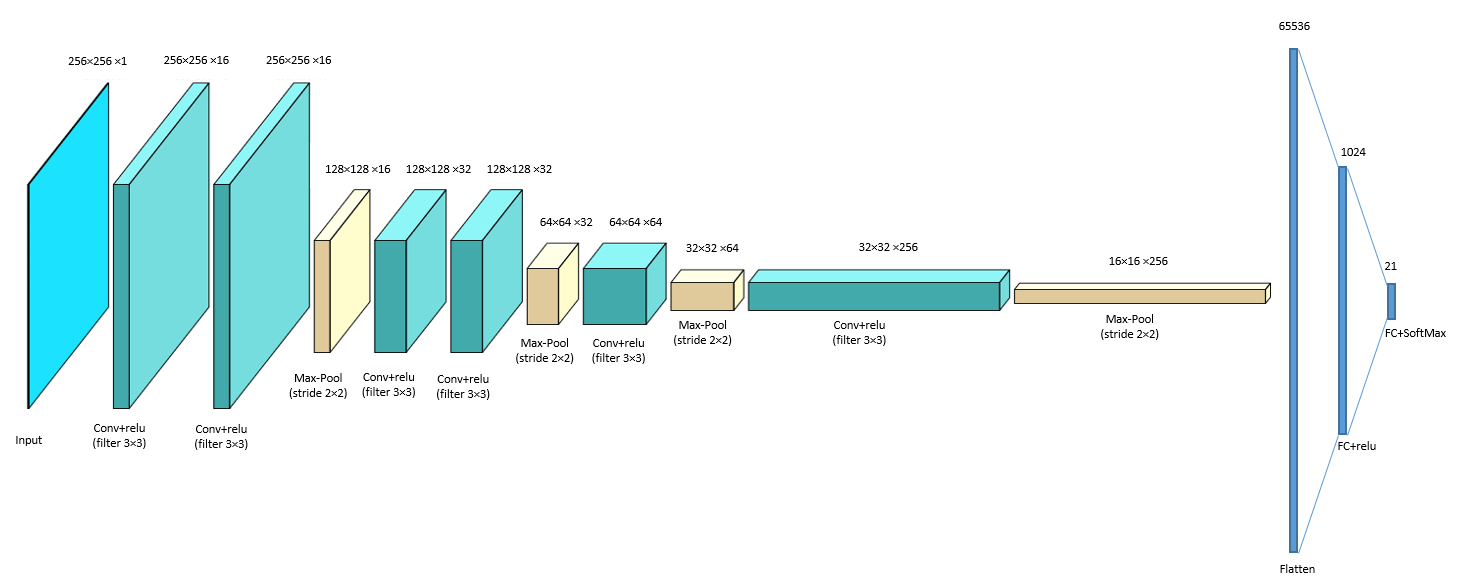 256×256 ×1
256×256 ×16
256×256 ×16
128×128 ×16
128×128 ×32
128×128 ×32
64×64 ×32
64×64 ×64
32×32 ×64
32×32 ×256
16×16 ×256
65536
1024
21
Input
Conv+relu
(filter 3×3)
Conv+relu
(filter 3×3)
Max-Pool
(stride 2×2)
Conv+relu
(filter 3×3)
Conv+relu
(filter 3×3)
Max-Pool
(stride 2×2)
Conv+relu
(filter 3×3)
Max-Pool
(stride 2×2)
Conv+relu
(filter 3×3)
Max-Pool
(stride 2×2)
Flatten
FC+relu
FC+SoftMax